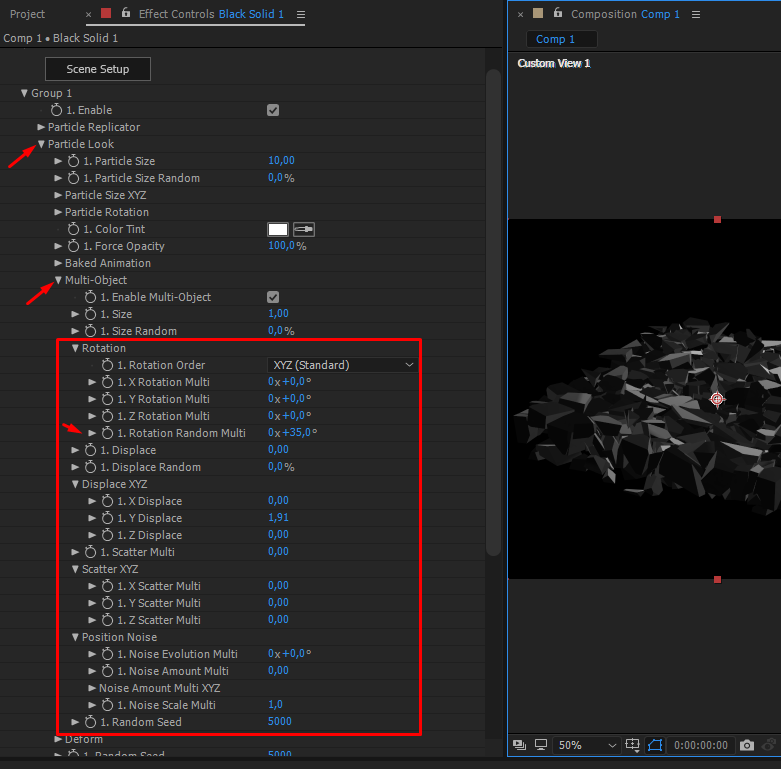 Project
× Effect Controls Black Solid 1
× Composition Comp 1
Comp 1 • Black Solid 1
Comp 1
Scene Setup
Custom View 1
Group 1
1. Enable
Particle Replicator
Particle Look
1. Particle Size 10,00
1. Particle Size Random 0,0 %
Particle Size XYZ
Particle Rotation
1. Color Tint
1. Force Opacity 100,0 %
Baked Animation
Multi-Object
1. Enable Multi-Object
1. Size 1,00
1. Size Random 0,0 %
Rotation
1. Rotation Order XYZ (Standard)
1. X Rotation Multi 0x+0,0°
1. Y Rotation Multi 0x+0,0°
1. Z Rotation Multi 0x+0,0°
1. Rotation Random Multi 0x+35,0°
1. Displace 0,00
1. Displace Random 0,0 %
Displace XYZ
1. X Displace 0,00
1. Y Displace 1,91
1. Z Displace 0,00
1. Scatter Multi 0,00
Scatter XYZ
1. X Scatter Multi 0,00
1. Y Scatter Multi 0,00
1. Z Scatter Multi 0,00
Position Noise
1. Noise Evolution Multi 0x+0,0°
1. Noise Amount Multi 0,00
Noise Amount Multi XYZ
1. Noise Scale Multi 1,0
1. Random Seed 5000
Deform
1. Random Seed 5000
50% 0:00:00:00